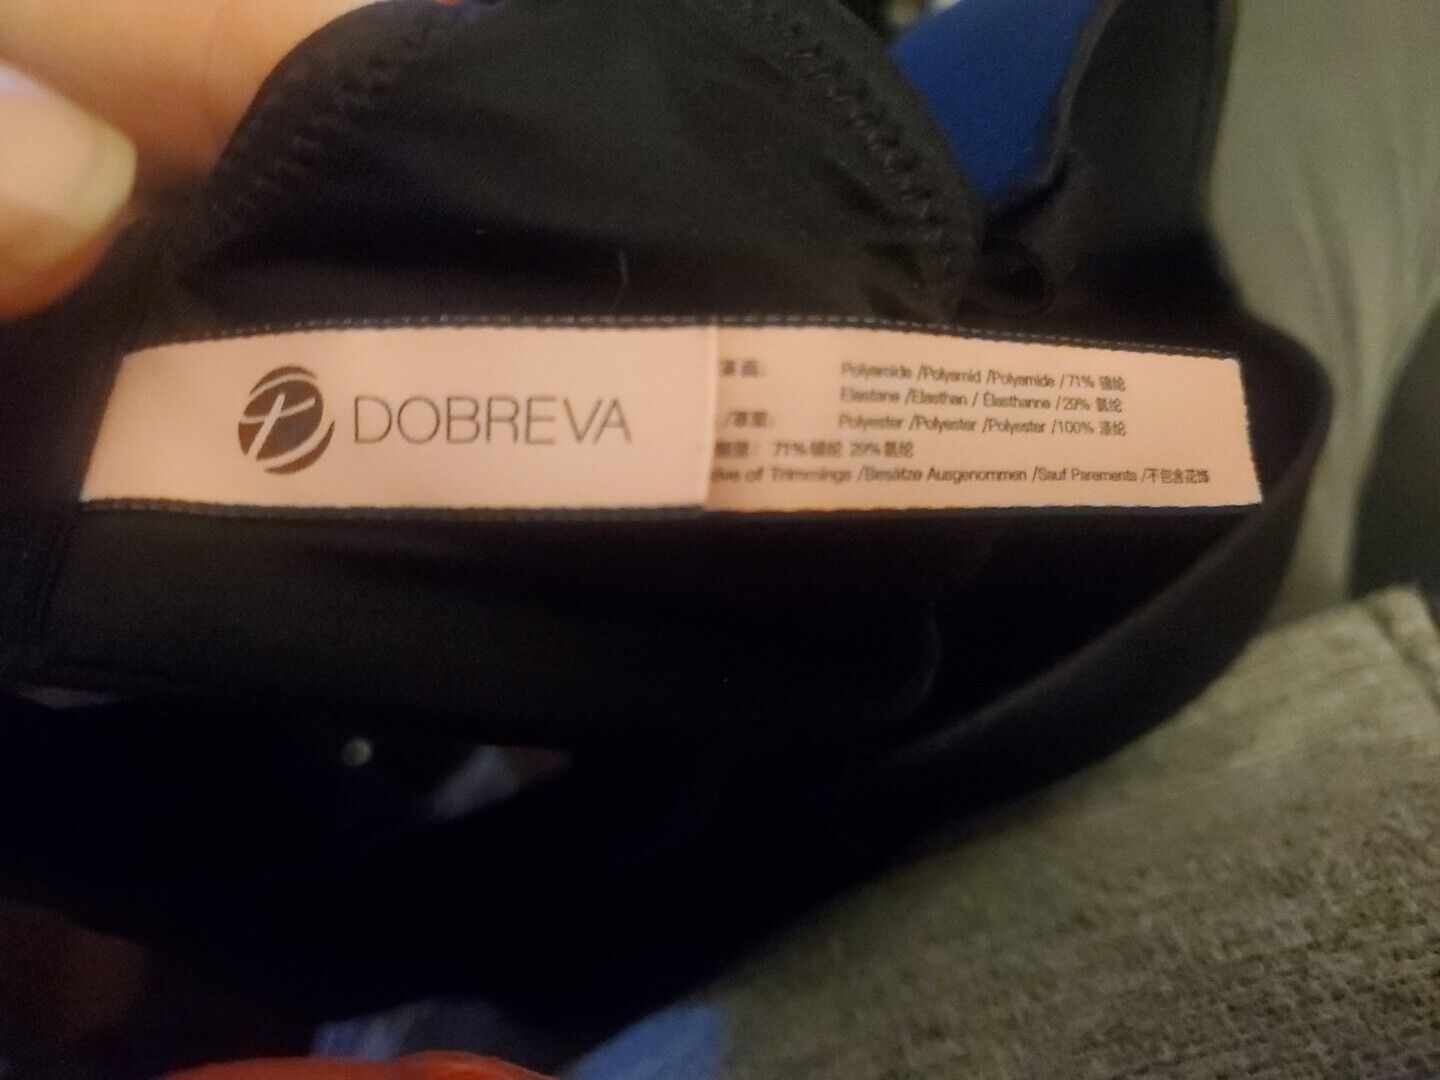 DOBREVA
Polyamide /Polyamid /Polyamide /71% 锦纶
Elastane /Elasthan / Élasthanne /29% 氨纶
Polyester /Polyester /Polyester /100% 涤纶
71%锦纶 29%氨纶
ive of Trimmings /Besätze Ausgenommen /Sauf Parements /不包含花饰